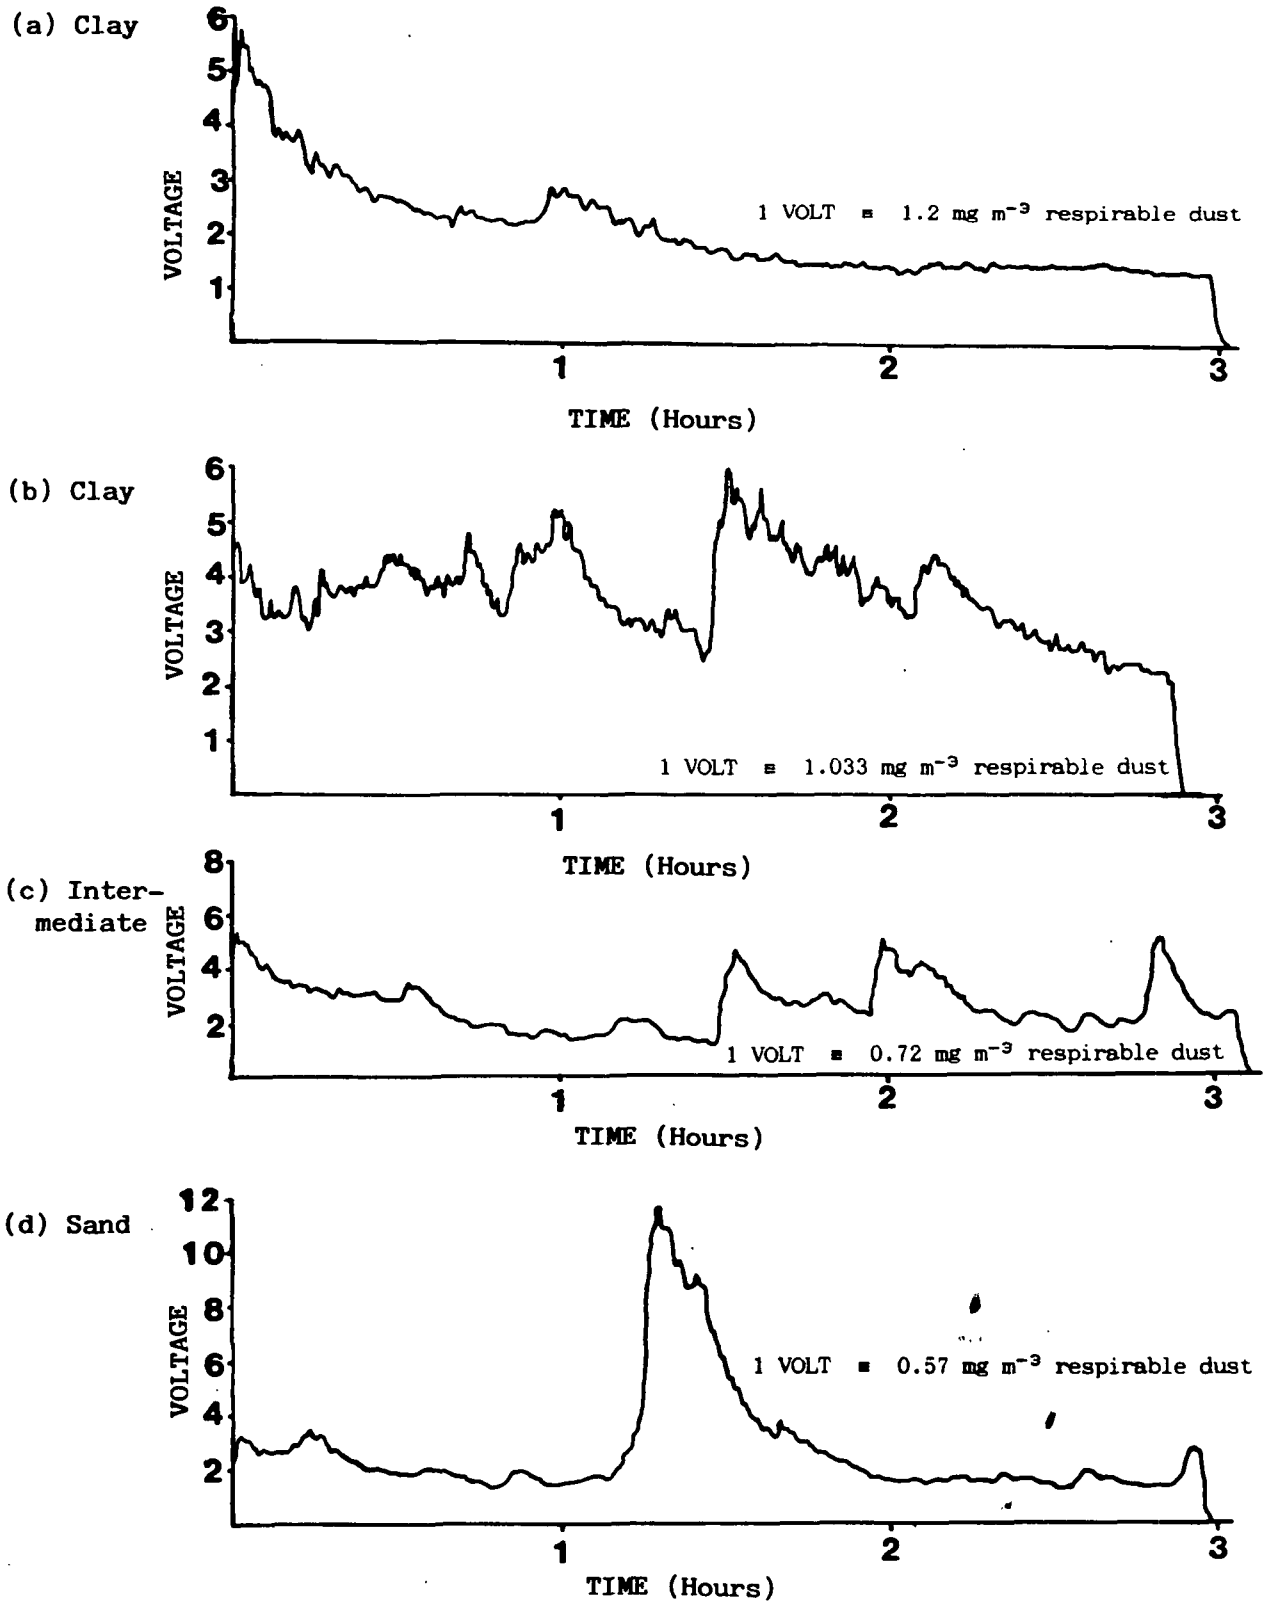 (a) Clay
6
5
4
3
2
1
VOLTAGE
1 VOLT ≡ 1.2 mg m⁻³ respirable dust
1 2 3
TIME (Hours)
(b) Clay
6
5
4
3
2
1
VOLTAGE
1 VOLT ≡ 1.033 mg m⁻³ respirable dust
1 2 3
TIME (Hours)
(c) Inter-
mediate
8
6
4
2
VOLTAGE
1 VOLT ≡ 0.72 mg m⁻³ respirable dust
1 2 3
TIME (Hours)
(d) Sand
12
10
8
6
4
2
VOLTAGE
1 VOLT ≡ 0.57 mg m⁻³ respirable dust
1 2 3
TIME (Hours)